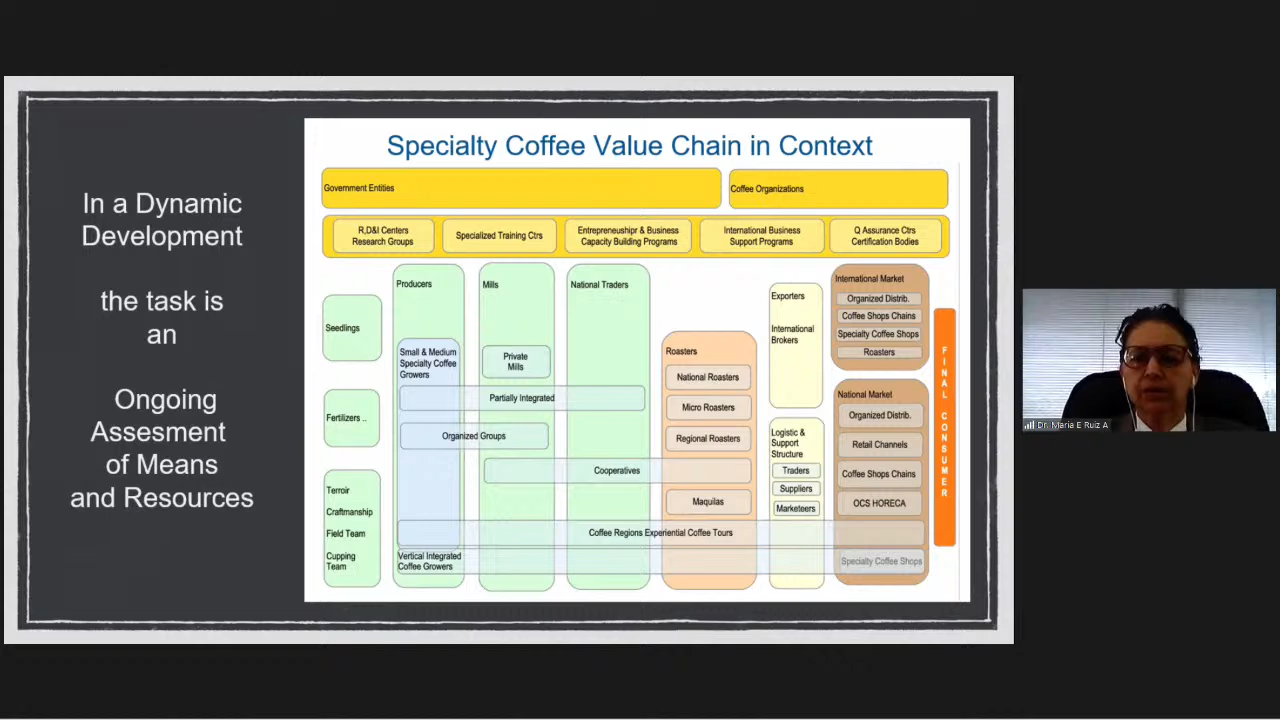 In a Dynamic
Development
the task is
an
Ongoing
Assesment
of Means
and Resources
Specialty Coffee Value Chain in Context
Government Entities
Coffee Organizations
R,D&I Centers
Research Groups
Specialized Training Ctrs
Entrepreneushipr & Business
Capacity Building Programs
International Business
Support Programs
Q Assurance Ctrs
Certification Bodies
Seedlings
Fertilizers ..
Terroir
Craftmanship
Field Team
Cupping
Team
Producers
Small & Medium
Specialty Coffee
Growers
Mills
Private
Mills
National Traders
Partially Integrated
Organized Groups
Cooperatives
Coffee Regions Experiential Coffee Tours
Vertical Integrated
Coffee Growers
Roasters
National Roasters
Micro Roasters
Regional Roasters
Maquilas
Exporters
International
Brokers
Logistic &
Support
Structure
Traders
Suppliers
Marketeers
International Market
Organized Distrib.
Coffee Shops Chains
Specialty Coffee Shops
Roasters
National Market
Organized Distrib.
Retail Channels
Coffee Shops Chains
OCS HORECA
Specialty Coffee Shops
FINAL CONSUMER
Dr. Maria E Ruiz A